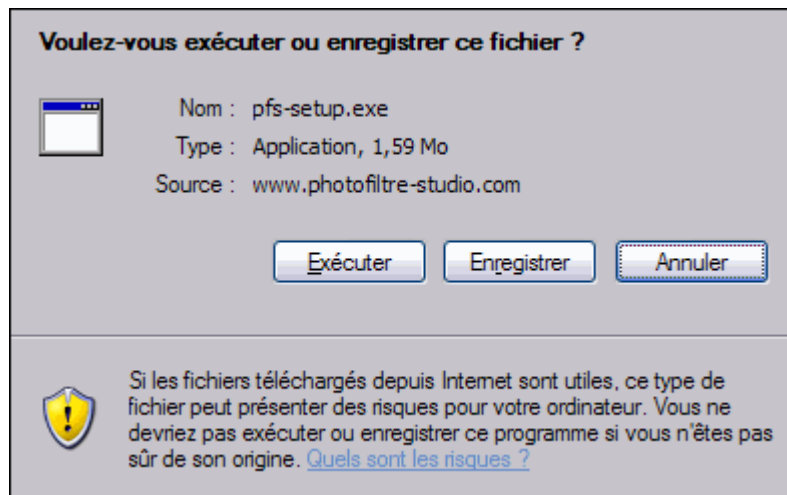 Voulez-vous exécuter ou enregistrer ce fichier ?
Nom : pfs-setup.exe
Type : Application, 1,59 Mo
Source : www.photofiltre-studio.com
Exécuter Enregistrer Annuler
Si les fichiers téléchargés depuis Internet sont utiles, ce type de
fichier peut présenter des risques pour votre ordinateur. Vous ne
devriez pas exécuter ou enregistrer ce programme si vous n'êtes pas
sûr de son origine. Quels sont les risques ?